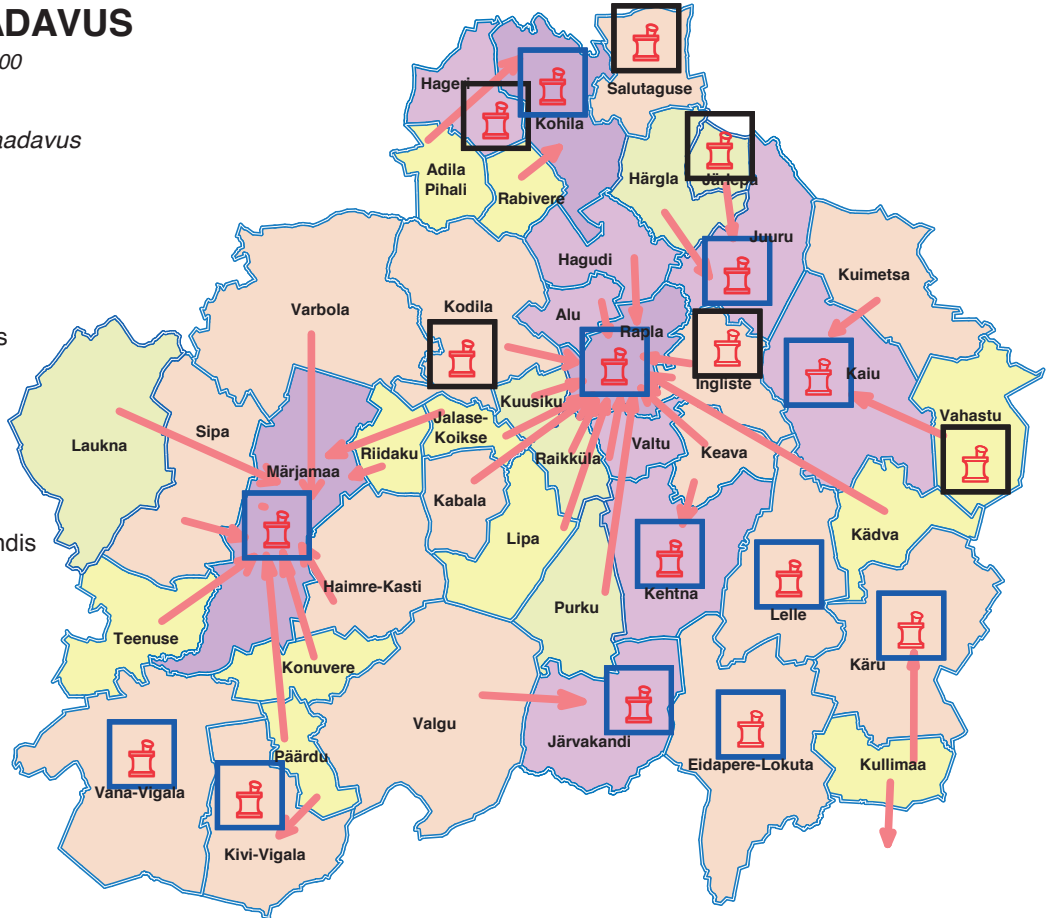 ADAVUS
00
adavus
s
ndis
Hageri
Kohila
Salutaguse
Adila
Pihali
Rabivere
Härgla
Järlepa
Juuru
Hagudi
Kuimetsa
Varbola
Kodila
Alu
Rapla
Ingliste
Kaiu
Kuusiku
Vahastu
Jalase-
Koikse
Sipa
Laukna
Riidaku
Märjamaa
Raikküla
Valtu
Keava
Kabala
Lipa
Kädva
Haimre-Kasti
Purku
Kehtna
Lelle
Teenuse
Konuvere
Käru
Valgu
Järvakandi
Päärdu
Eidapere-Lokuta
Kullimaa
Vana-Vigala
Kivi-Vigala